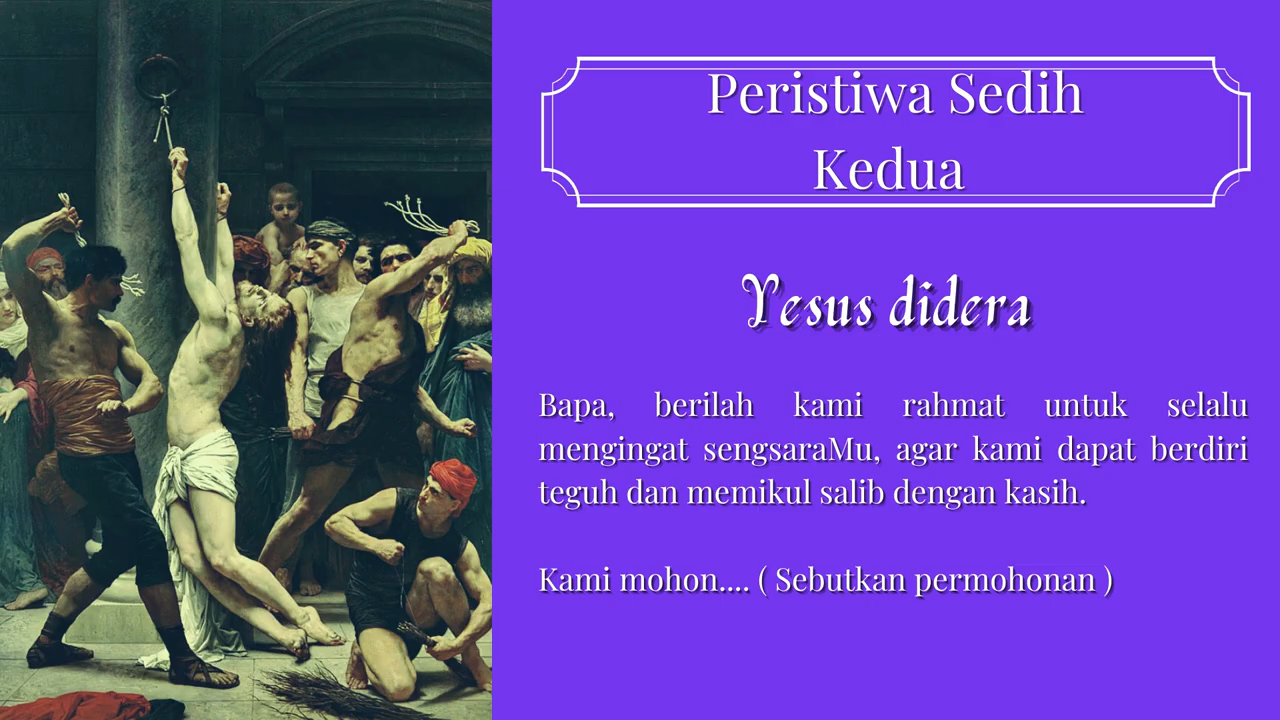 Peristiwa Sedih
Kedua
Yesus didera
Bapa, berilah kami rahmat untuk selalu
mengingat sengsaraMu, agar kami dapat berdiri
teguh dan memikul salib dengan kasih.
Kami mohon.... ( Sebutkan permohonan )